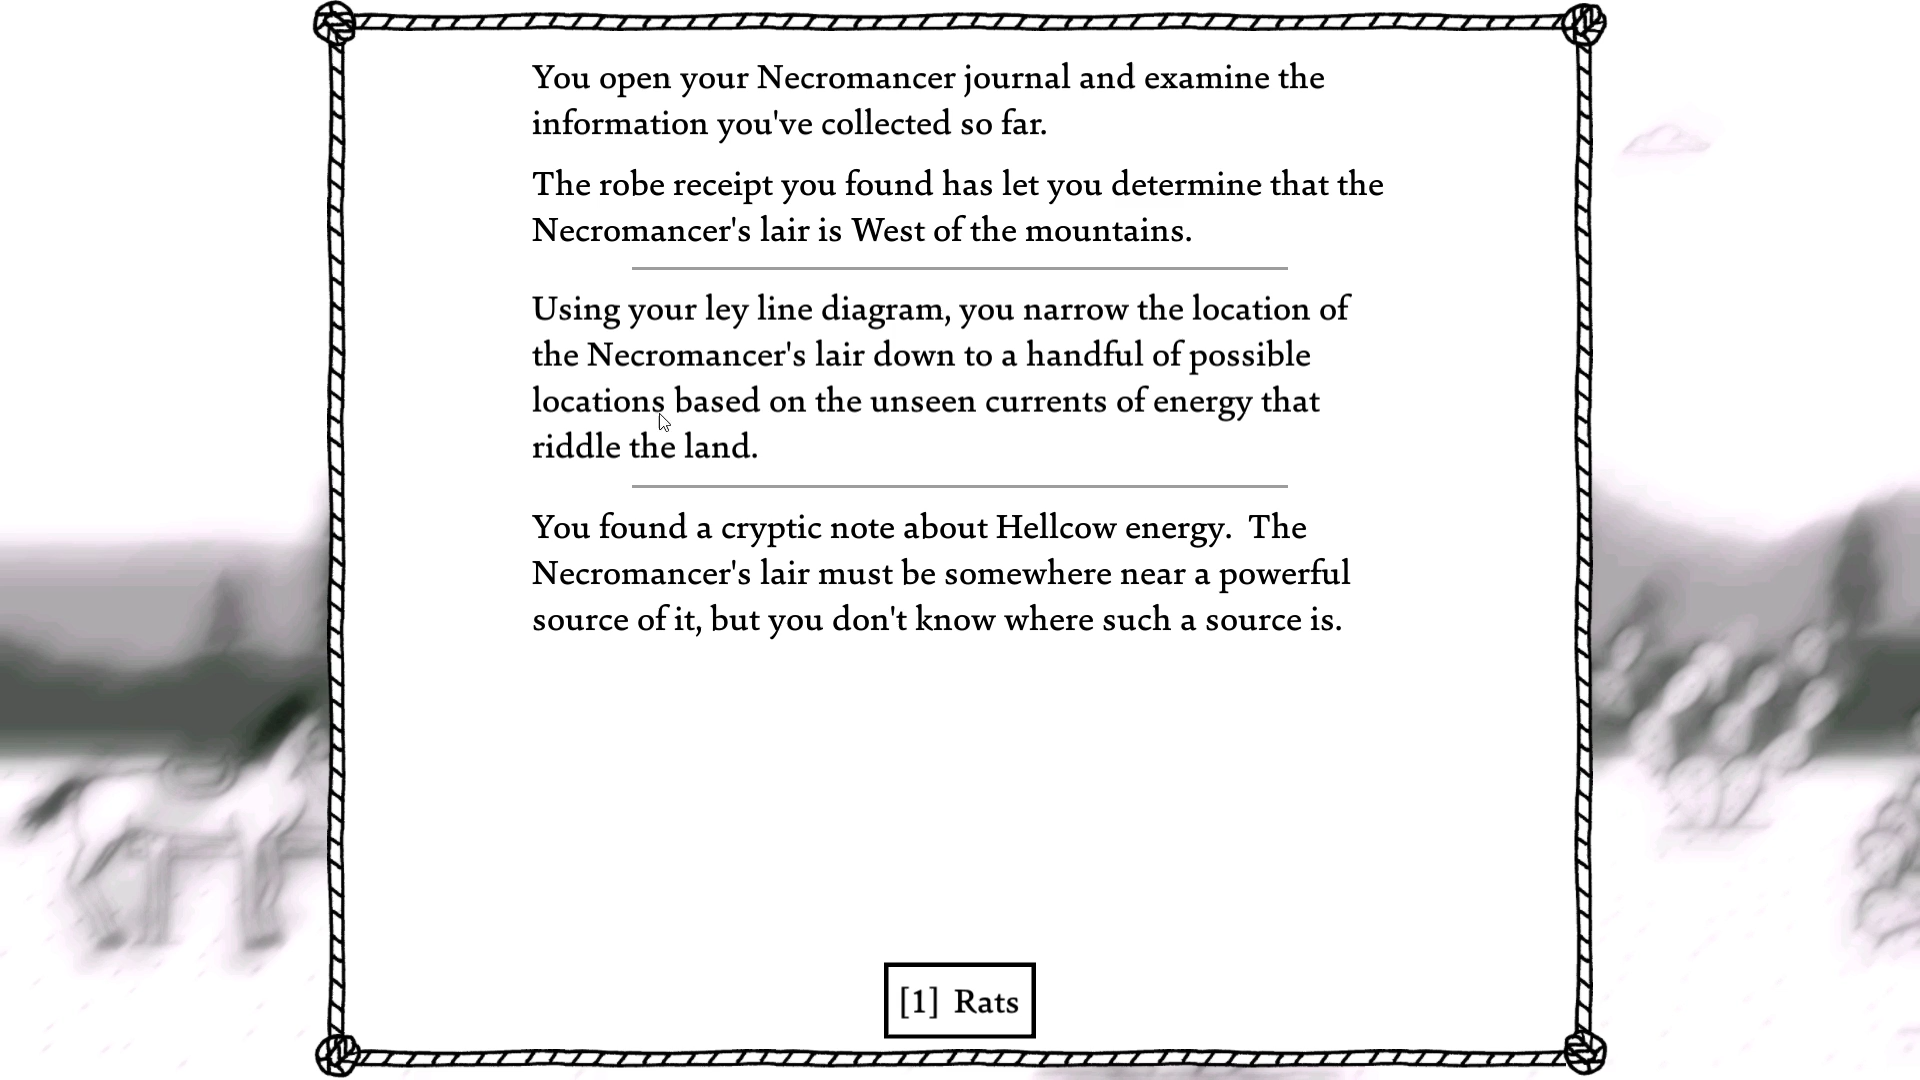 You open your Necromancer journal and examine the
information you've collected so far.
The robe receipt you found has let you determine that the
Necromancer's lair is West of the mountains.
Using your ley line diagram, you narrow the location of
the Necromancer's lair down to a handful of possible
locations based on the unseen currents of energy that
riddle the land.
You found a cryptic note about Hellcow energy.  The
Necromancer's lair must be somewhere near a powerful
source of it, but you don't know where such a source is.
[1] Rats